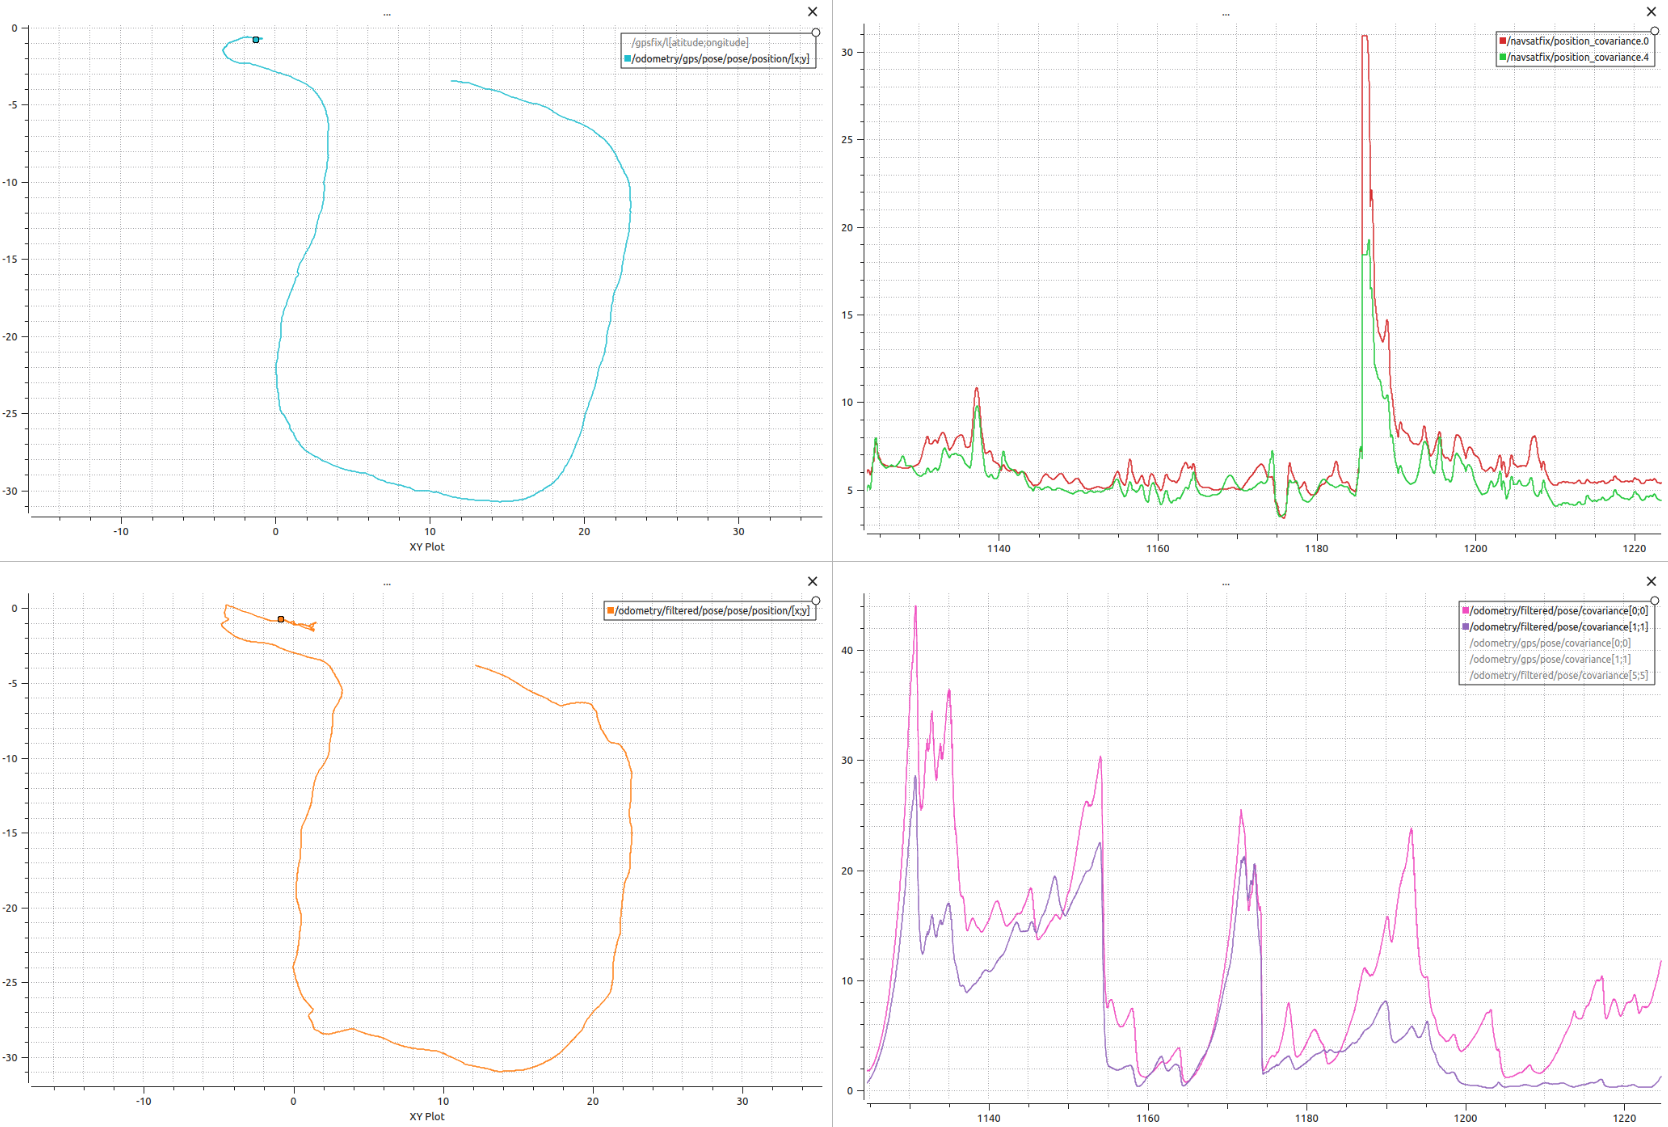 ...
/gpsfix/l[atitude;ongitude]
/odometry/gps/pose/pose/position/[x;y]
0
-5
-10
-15
-20
-25
-30
-10 0 10 20 30
XY Plot
...
/navsatfix/position_covariance.0
/navsatfix/position_covariance.4
30
25
20
15
10
5
1140 1160 1180 1200 1220
...
/odometry/filtered/pose/pose/position/[x;y]
0
-5
-10
-15
-20
-25
-30
-10 0 10 20 30
XY Plot
...
/odometry/filtered/pose/covariance[0;0]
/odometry/filtered/pose/covariance[1;1]
/odometry/gps/pose/covariance[0;0]
/odometry/gps/pose/covariance[1;1]
/odometry/filtered/pose/covariance[5;5]
40
30
20
10
0
1140 1160 1180 1200 1220